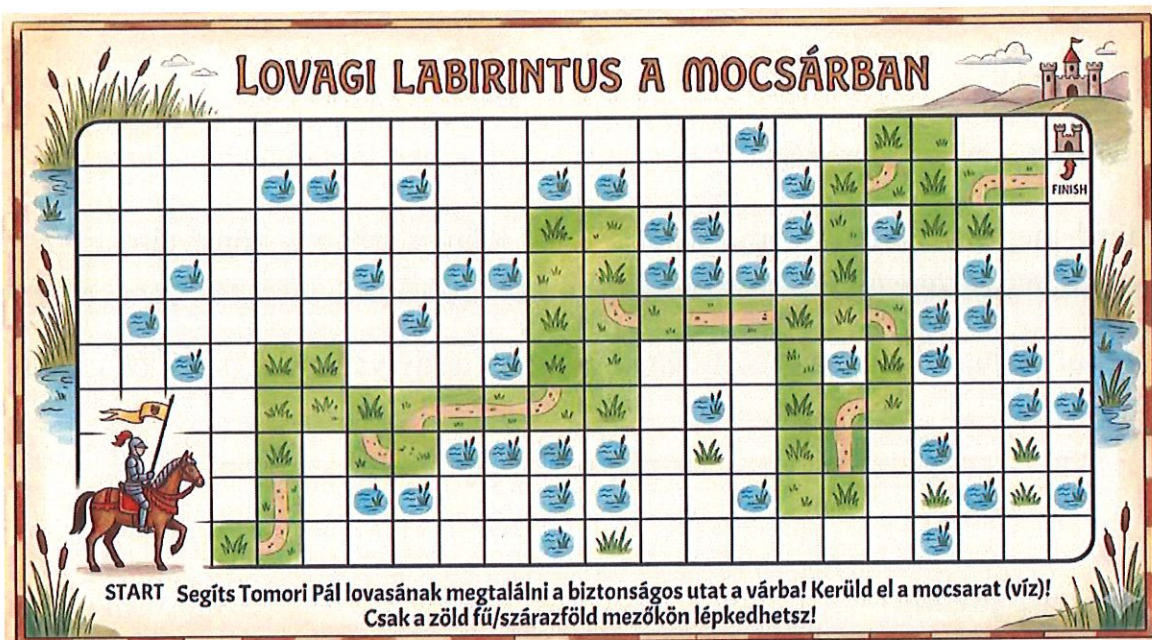 LOVAGI LABIRINTUS A MOCSÁRBAN
FINISH
START Segíts Tomori Pál lovasának megtalálni a biztonságos utat a várba! Kerüld el a mocsarat (víz)!
Csak a zöld fű/szárazföld mezőkön lépkedhetsz!